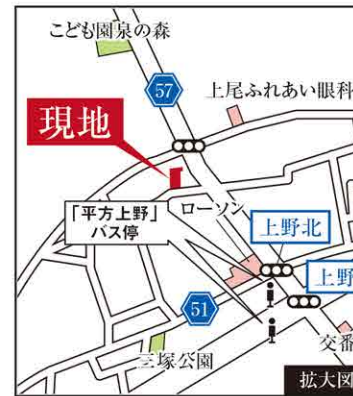 こども園泉の森
57
上尾ふれあい眼科
現地
ローソン
「平方上野」
バス停
上野北
上野
51
三塚公園
交番
拡大図